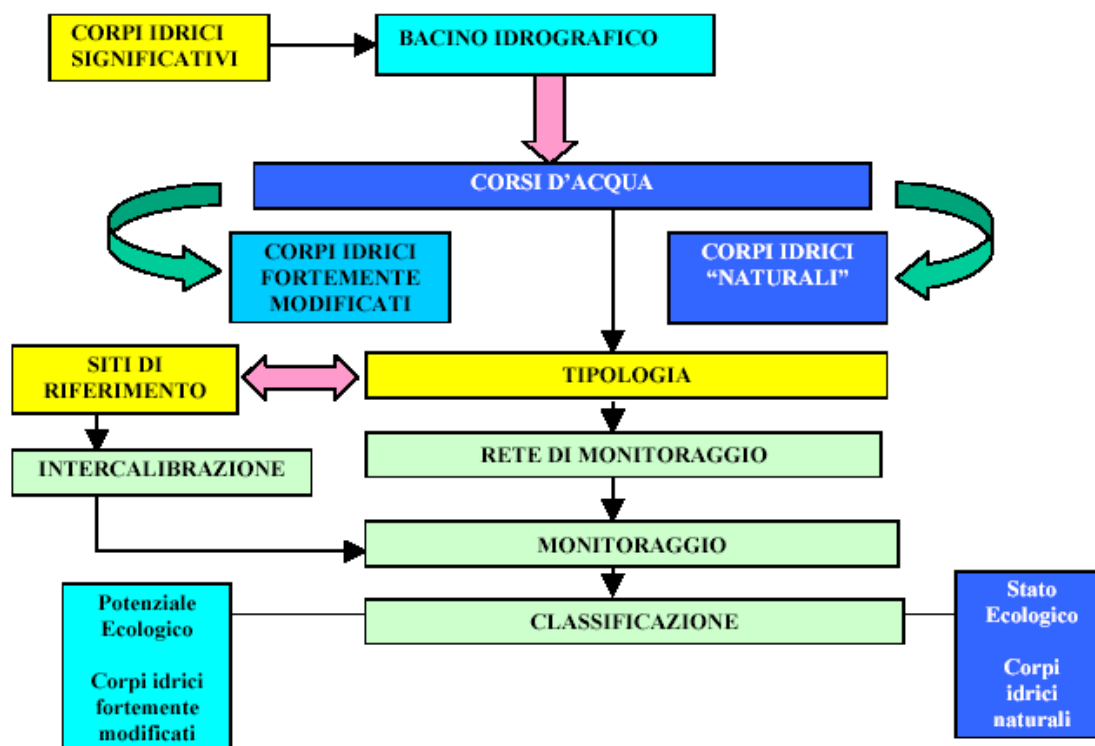 CORPI IDRICI
SIGNIFICATIVI
BACINO IDROGRAFICO
CORSI D’ACQUA
CORPI IDRICI
FORTEMENTE
MODIFICATI
CORPI IDRICI
“NATURALI”
SITI DI
RIFERIMENTO
TIPOLOGIA
INTERCALIBRAZIONE
RETE DI MONITORAGGIO
MONITORAGGIO
Potenziale
Ecologico
Corpi idrici
fortemente
modificati
CLASSIFICAZIONE
Stato
Ecologico
Corpi
idrici
naturali